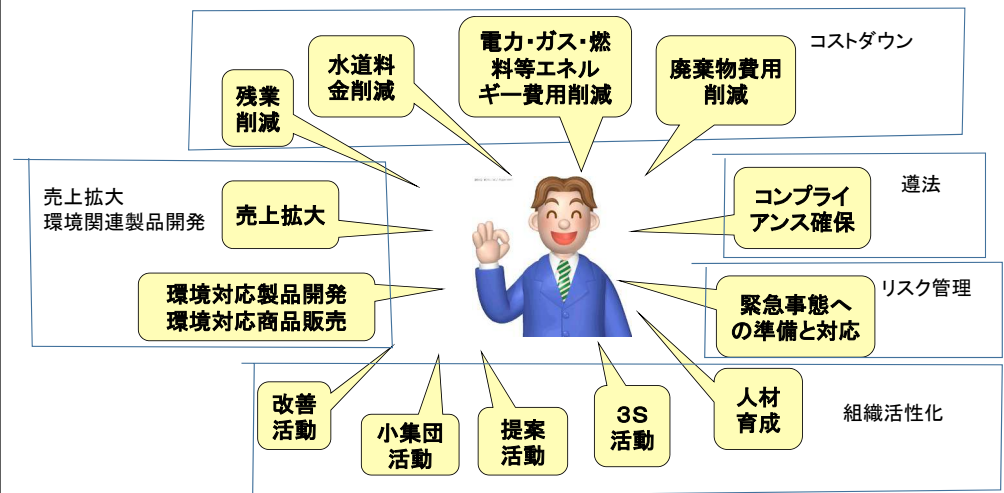 コストダウン
電力・ガス・燃
料等エネル
ギー費用削減
水道料
金削減
廃棄物費用
削減
残業
削減
売上拡大
環境関連製品開発
売上拡大
コンプライ
アンス確保
遵法
環境対応製品開発
環境対応商品販売
緊急事態へ
の準備と対応
リスク管理
改善
活動
小集団
活動
提案
活動
3S
活動
人材
育成
組織活性化